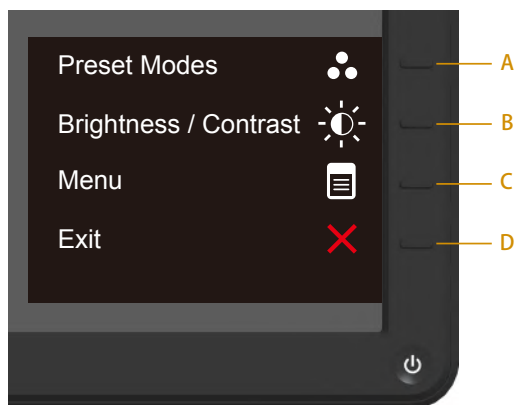 Preset Modes
A
Brightness / Contrast
B
Menu
C
Exit
D